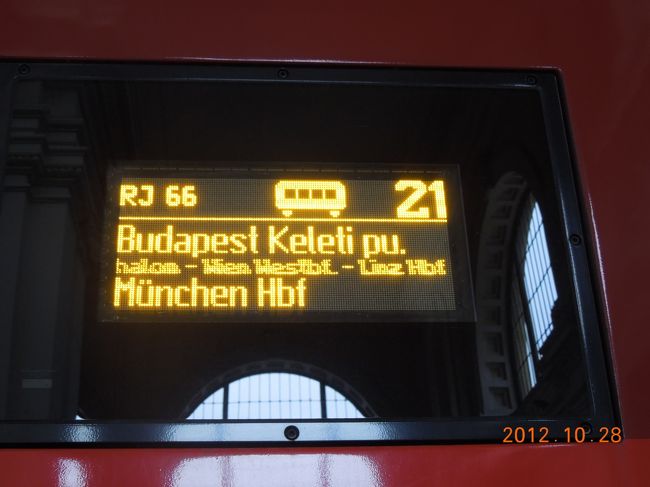 RJ 66 21
Budapest Keleti pu.
halom - Wien Westbf. - Linz Hbf
München Hbf
2012.10.28